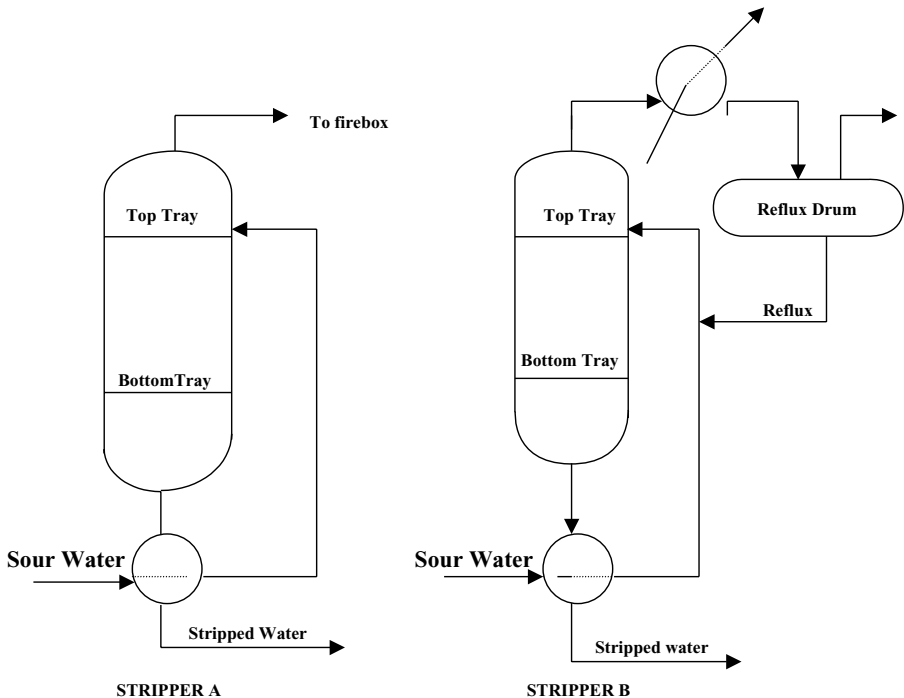 To firebox
Top Tray
BottomTray
Sour Water
Stripped Water
STRIPPER A
Top Tray
Reflux Drum
Reflux
Bottom Tray
Sour Water
Stripped water
STRIPPER B